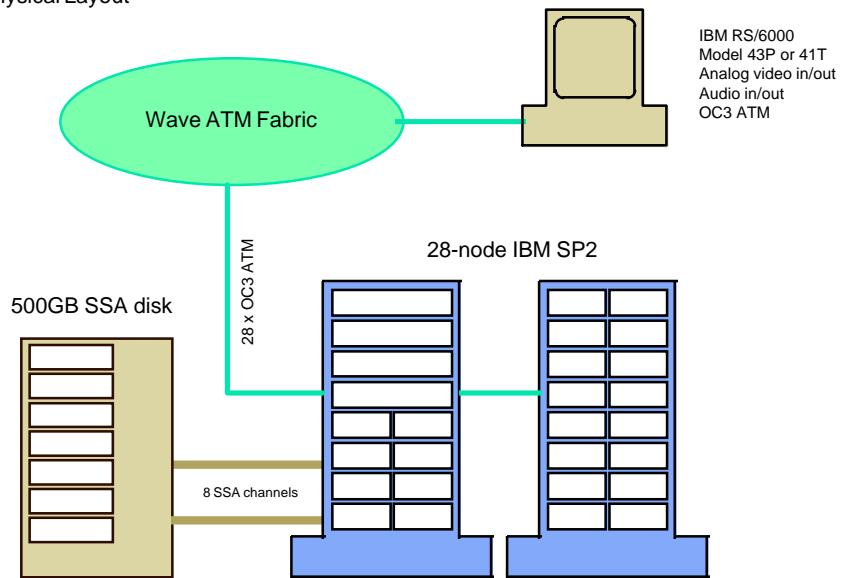 IBM RS/6000
Model 43P or 41T
Analog video in/out
Audio in/out
OC3 ATM
Wave ATM Fabric
28 x OC3 ATM
28-node IBM SP2
500GB SSA disk
8 SSA channels